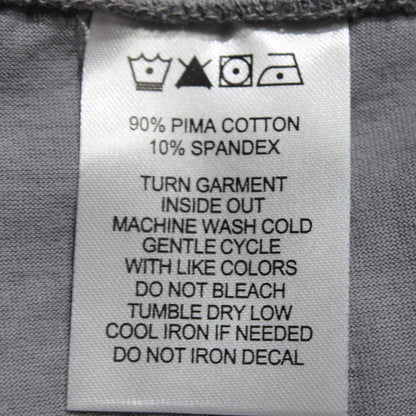 90% PIMA COTTON
10% SPANDEX
TURN GARMENT
INSIDE OUT
MACHINE WASH COLD
GENTLE CYCLE
WITH LIKE COLORS
DO NOT BLEACH
TUMBLE DRY LOW
COOL IRON IF NEEDED
DO NOT IRON DECAL